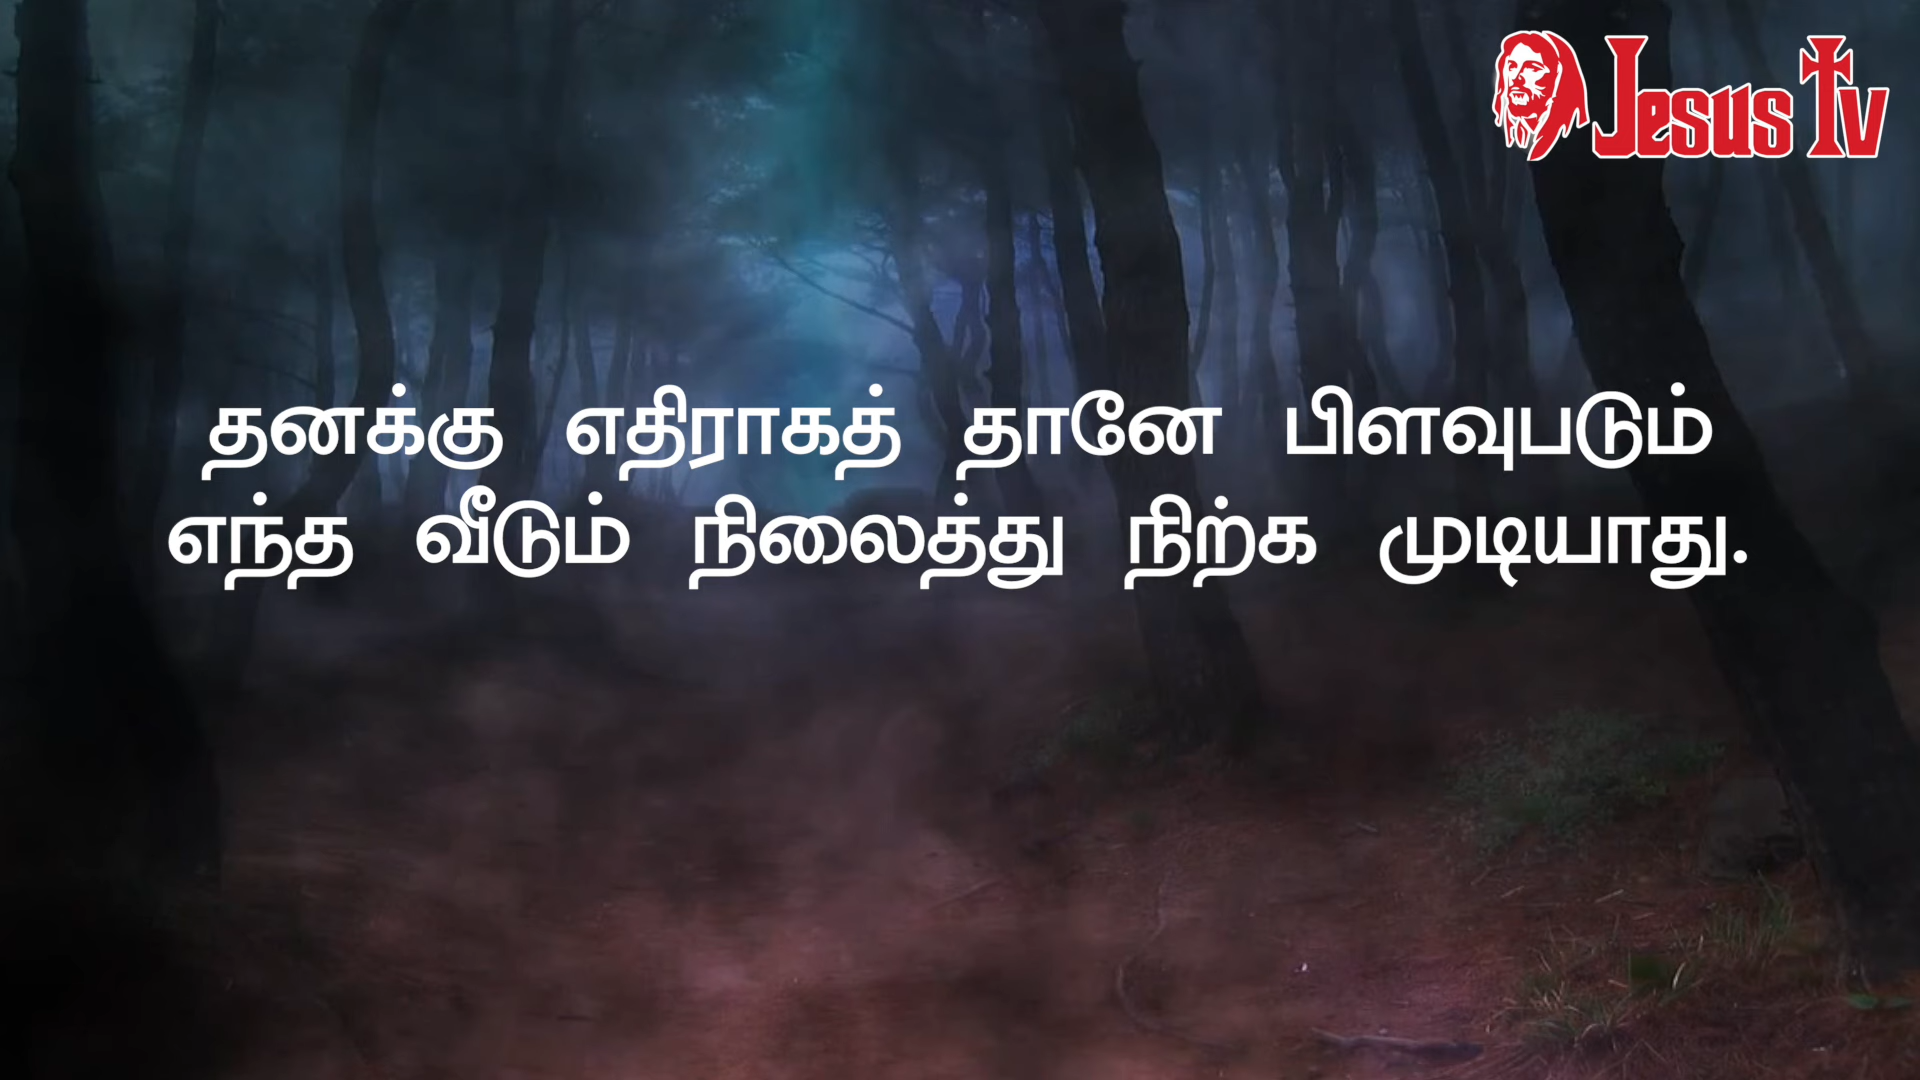 Jesus Tv
தனக்கு எதிராகத் தானே பிளவுபடும்
எந்த வீடும் நிலைத்து நிற்க முடியாது.